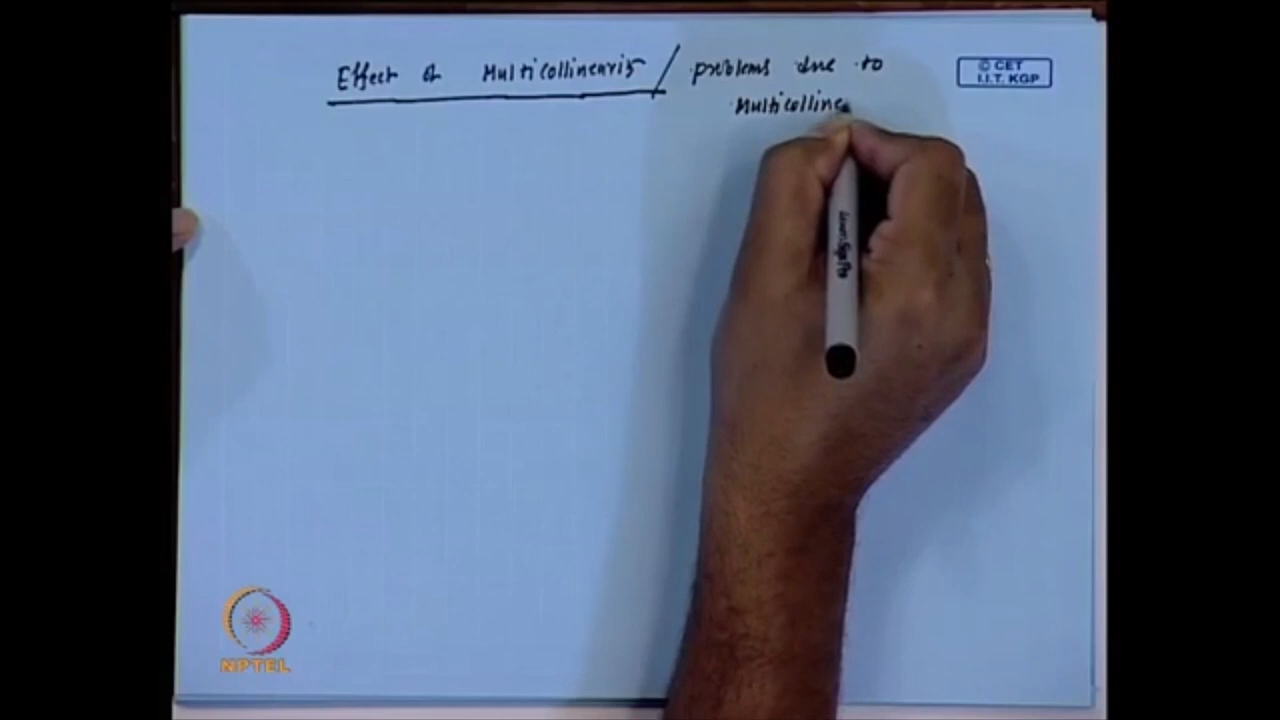 Effect of Multicollinearity / problems due to
Multicolline
© CET
I.I.T. KGP
NPTEL